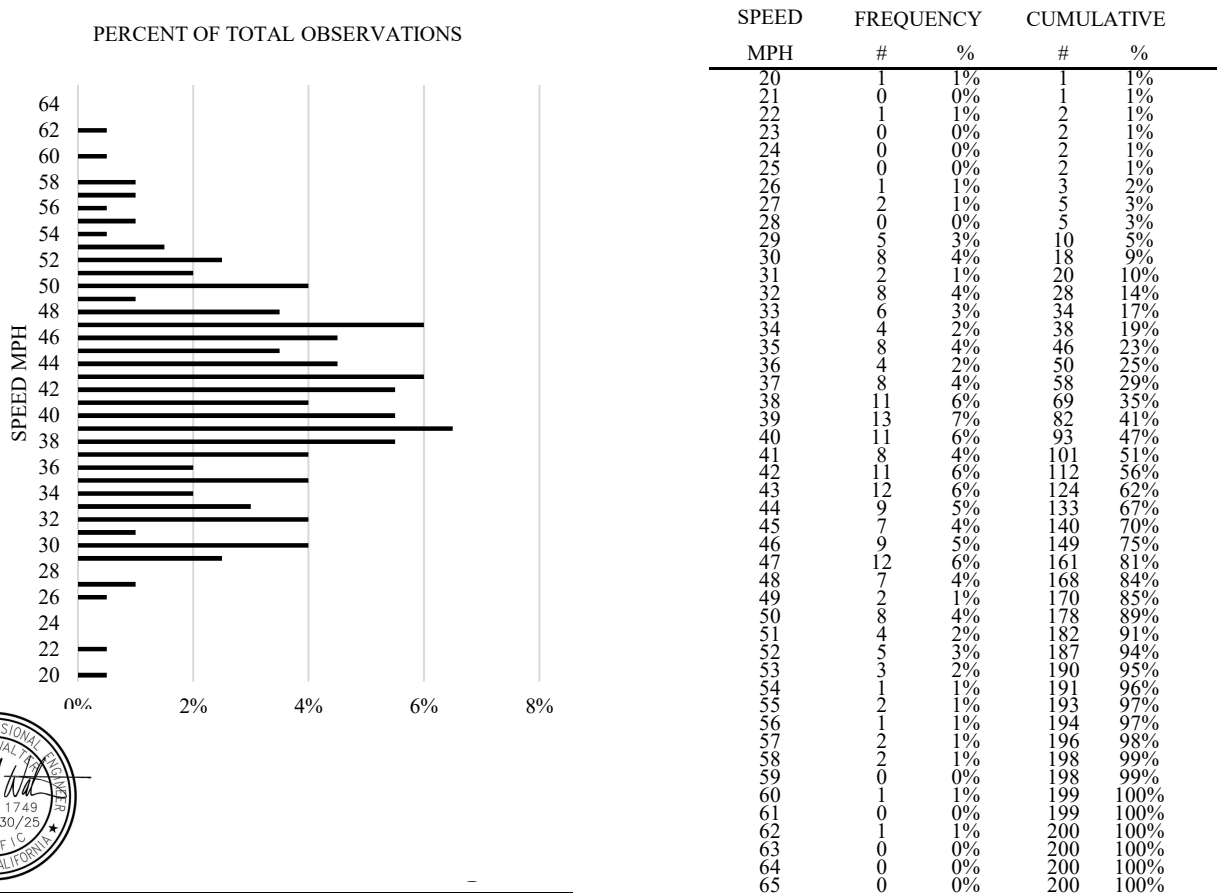 PERCENT OF TOTAL OBSERVATIONS
SPEED MPH
64
62
60
58
56
54
52
50
48
46
44
42
40
38
36
34
32
30
28
26
24
22
20
0% 2% 4% 6% 8%
1749
30/25
SPEED FREQUENCY CUMULATIVE
MPH # % # %
20 1 1% 1 1%
21 0 0% 1 1%
22 1 1% 2 1%
23 0 0% 2 1%
24 0 0% 2 1%
25 0 0% 2 1%
26 1 1% 3 2%
27 2 1% 5 3%
28 0 0% 5 3%
29 5 3% 10 5%
30 8 4% 18 9%
31 2 1% 20 10%
32 8 4% 28 14%
33 6 3% 34 17%
34 4 2% 38 19%
35 8 4% 46 23%
36 4 2% 50 25%
37 8 4% 58 29%
38 11 6% 69 35%
39 13 7% 82 41%
40 11 6% 93 47%
41 8 4% 101 51%
42 11 6% 112 56%
43 12 6% 124 62%
44 9 5% 133 67%
45 7 4% 140 70%
46 9 5% 149 75%
47 12 6% 161 81%
48 7 4% 168 84%
49 2 1% 170 85%
50 8 4% 178 89%
51 4 2% 182 91%
52 5 3% 187 94%
53 3 2% 190 95%
54 1 1% 191 96%
55 2 1% 193 97%
56 1 1% 194 97%
57 2 1% 196 98%
58 2 1% 198 99%
59 0 0% 198 99%
60 1 1% 199 100%
61 0 0% 199 100%
62 1 1% 200 100%
63 0 0% 200 100%
64 0 0% 200 100%
65 0 0% 200 100%